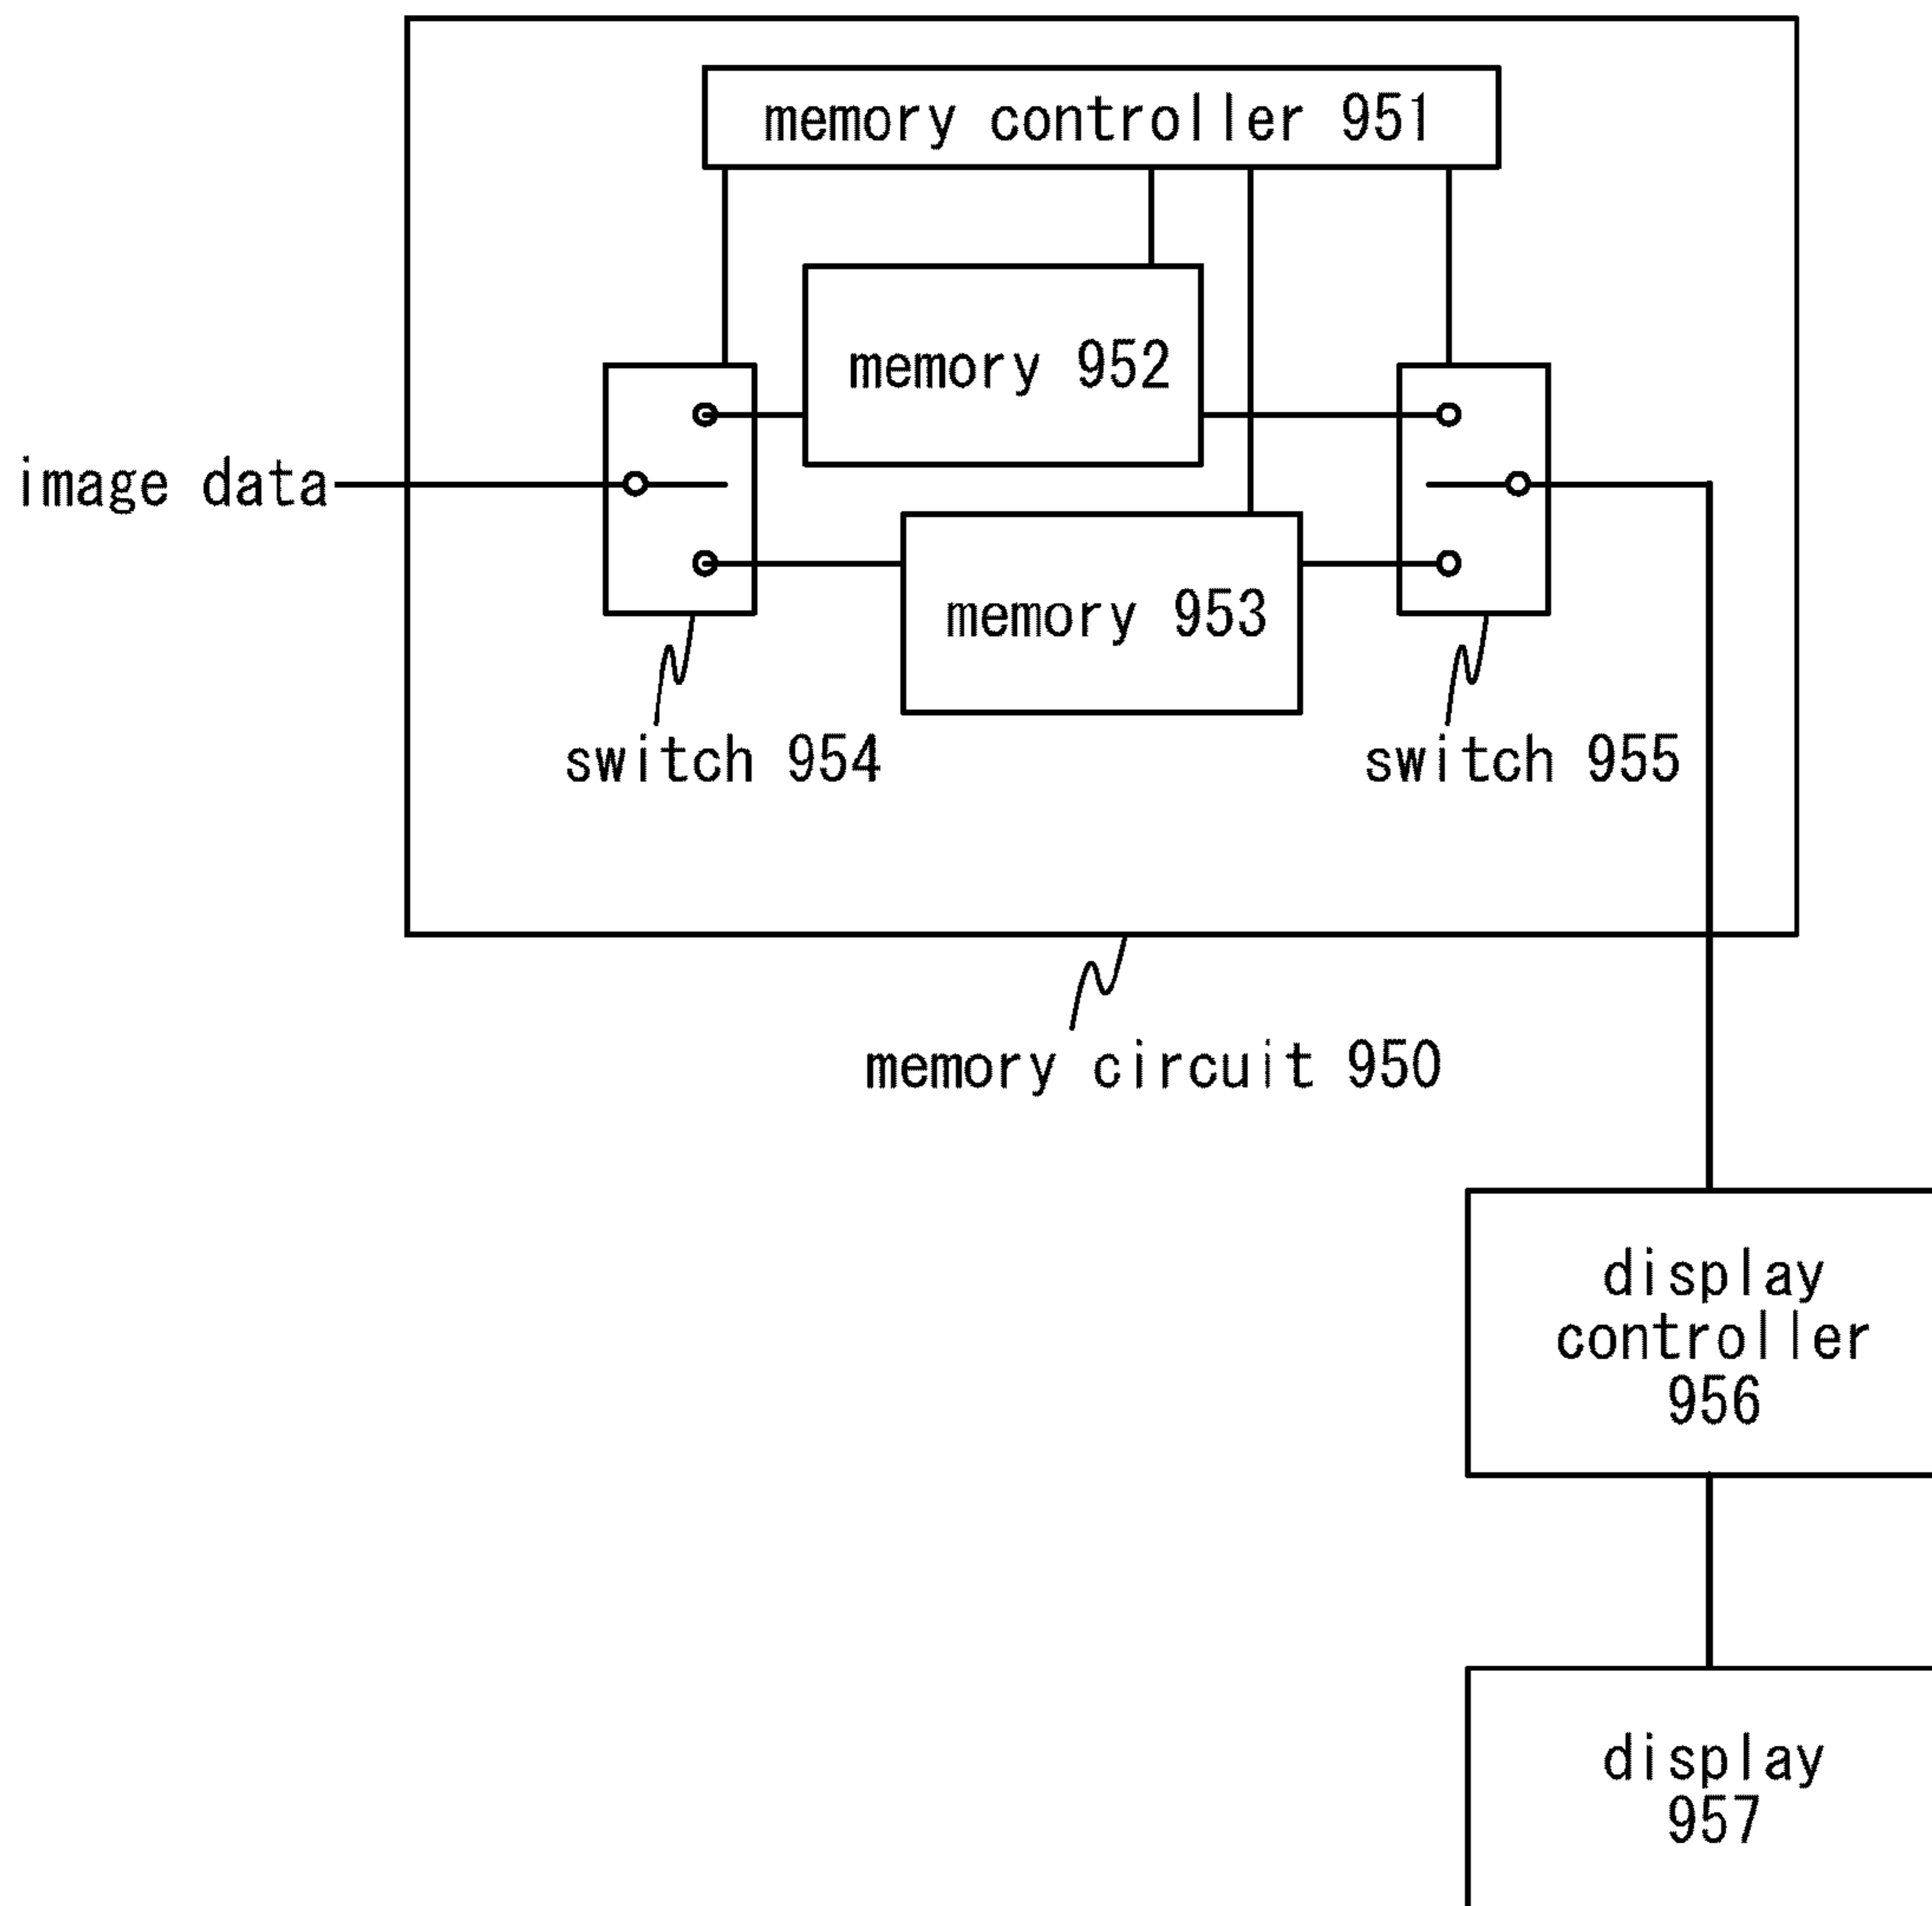 memory controller 951
memory 952
image data
memory 953
switch 954
switch 955
memory circuit 950
display
controller
956
display
957